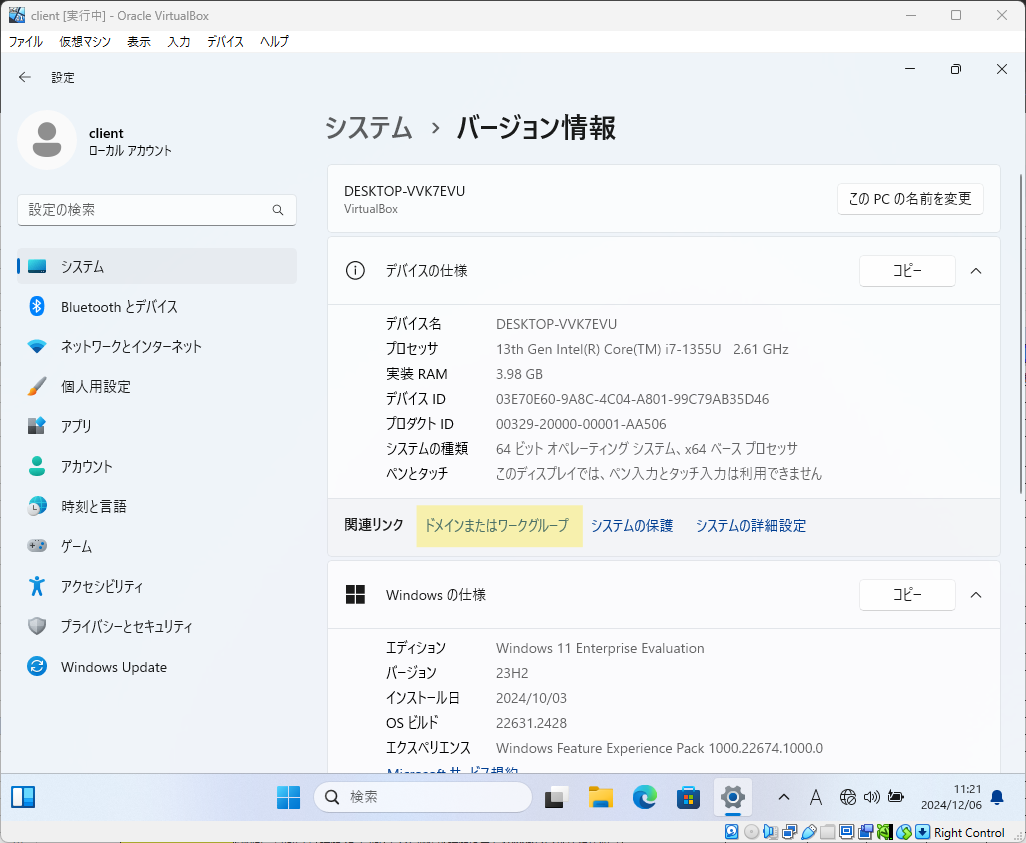 client [実行中] - Oracle VirtualBox
ファイル 仮想マシン 表示 入力 デバイス ヘルプ
設定
client
ローカル アカウント
設定の検索
システム
Bluetooth とデバイス
ネットワークとインターネット
個人用設定
アプリ
アカウント
時刻と言語
ゲーム
アクセシビリティ
プライバシーとセキュリティ
Windows Update
システム › バージョン情報
DESKTOP-VVK7EVU
VirtualBox
この PC の名前を変更
デバイスの仕様
コピー
デバイス名 DESKTOP-VVK7EVU
プロセッサ 13th Gen Intel(R) Core(TM) i7-1355U 2.61 GHz
実装 RAM 3.98 GB
デバイス ID 03E70E60-9A8C-4C04-A801-99C79AB35D46
プロダクト ID 00329-20000-00001-AA506
システムの種類 64 ビット オペレーティング システム、x64 ベース プロセッサ
ペンとタッチ このディスプレイでは、ペン入力とタッチ入力は利用できません
関連リンク ドメインまたはワークグループ システムの保護 システムの詳細設定
Windows の仕様
コピー
エディション Windows 11 Enterprise Evaluation
バージョン 23H2
インストール日 2024/10/03
OS ビルド 22631.2428
エクスペリエンス Windows Feature Experience Pack 1000.22674.1000.0
Microsoft サービス規約
検索
A
11:21
2024/12/06
Right Control